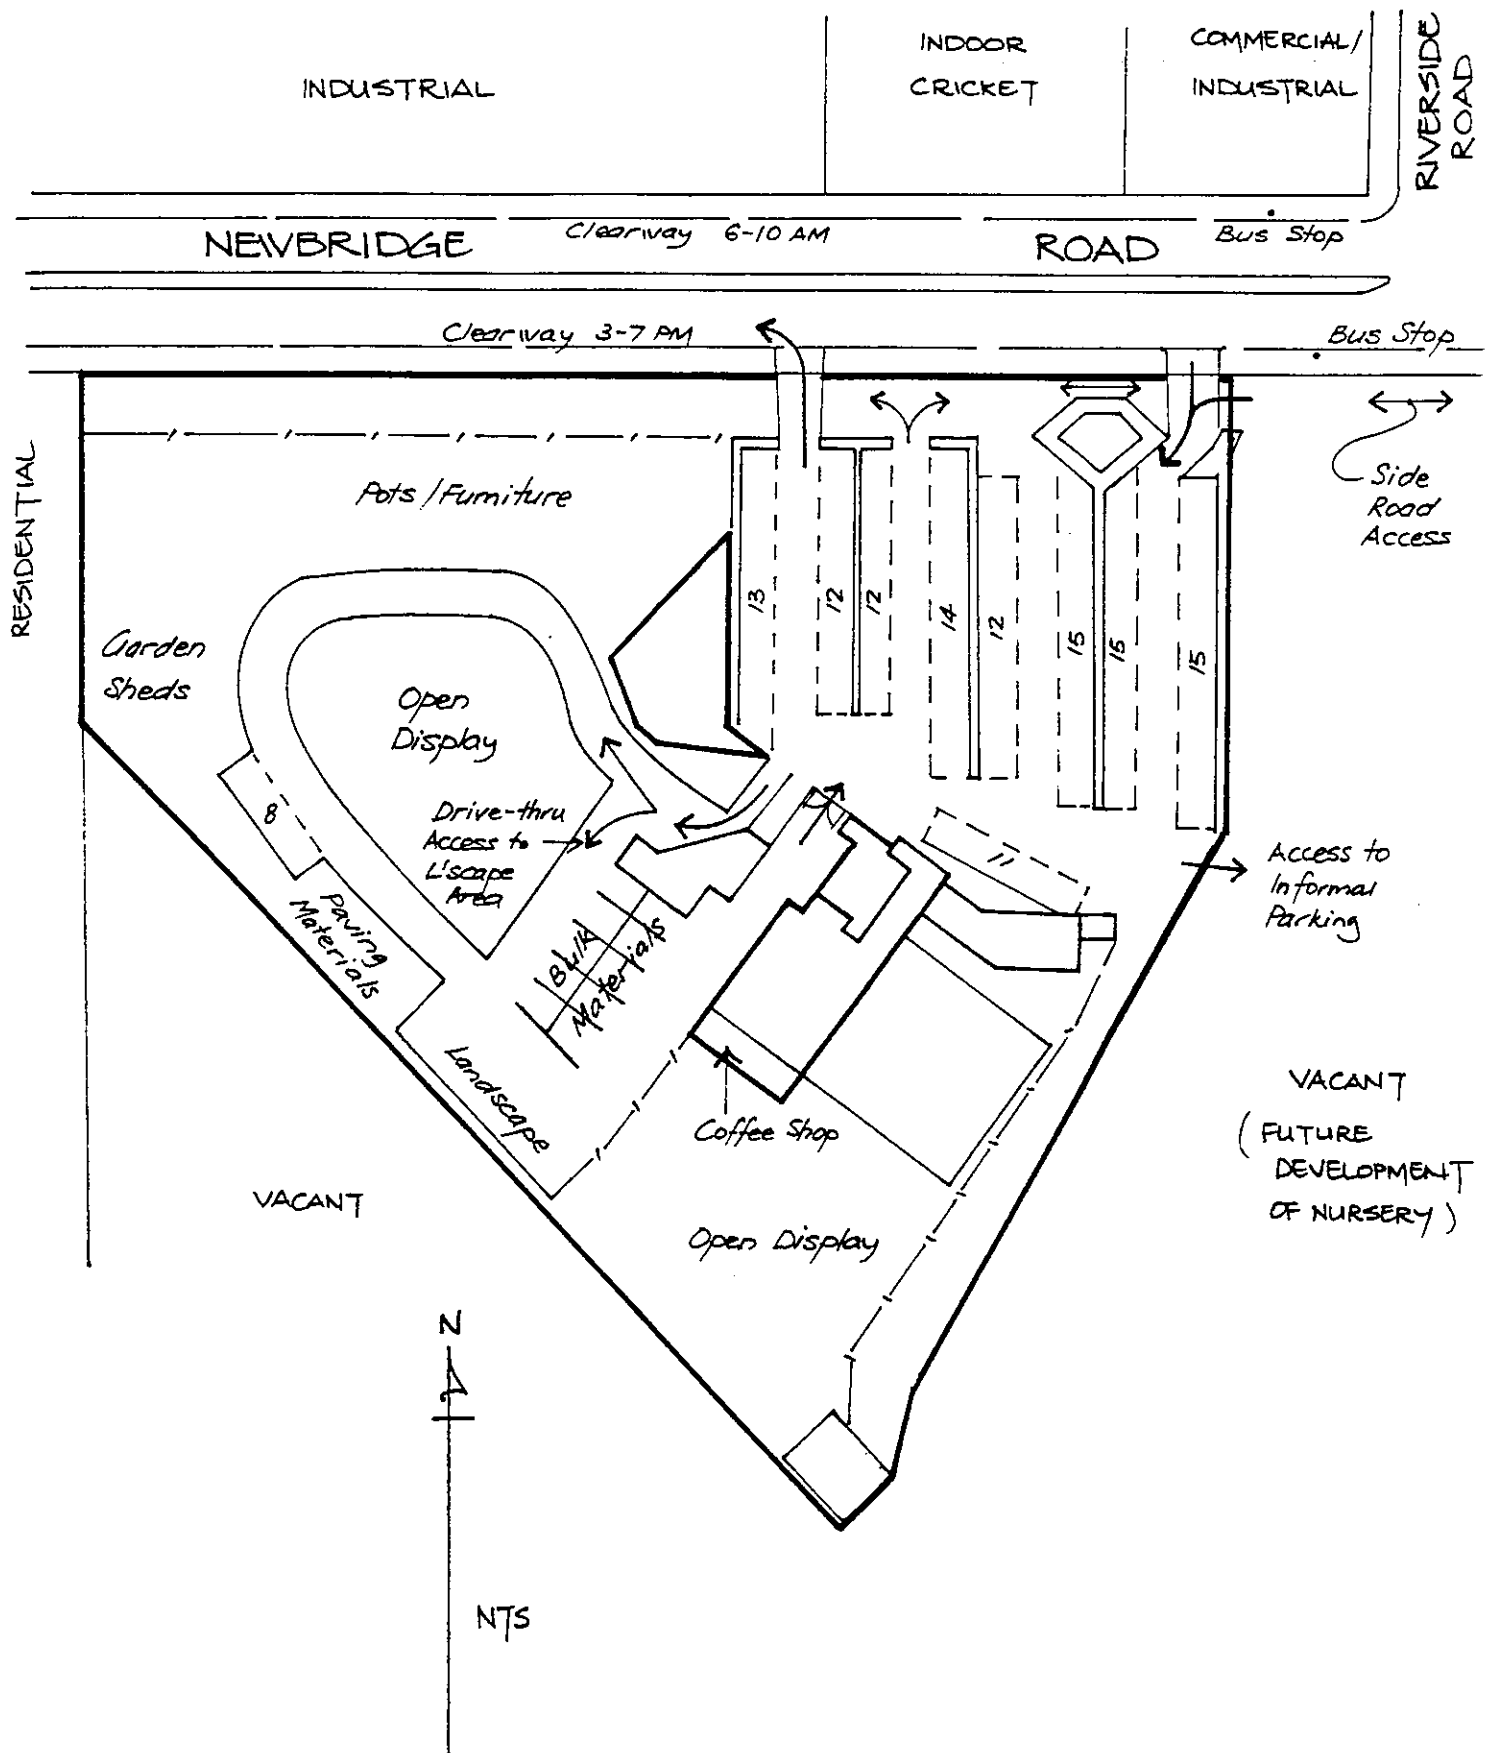 INDUSTRIAL
INDOOR
CRICKET
COMMERCIAL/
INDUSTRIAL
RIVERSIDE
ROAD
Clearway 6-10 AM
Bus Stop
NEWBRIDGE ROAD
Clearway 3-7 PM
Bus Stop
RESIDENTIAL
Pots/Furniture
Side
Road
Access
Garden
Sheds
Open
Display
13
12
12
14
12
15
15
15
8
Drive-thru
Access to
L'scape
Area
11
Access to
Informal
Parking
Paving
Materials
Bulk
Materials
Landscape
Coffee Shop
VACANT
(FUTURE
DEVELOPMENT
OF NURSERY)
VACANT
Open Display
N
NTS